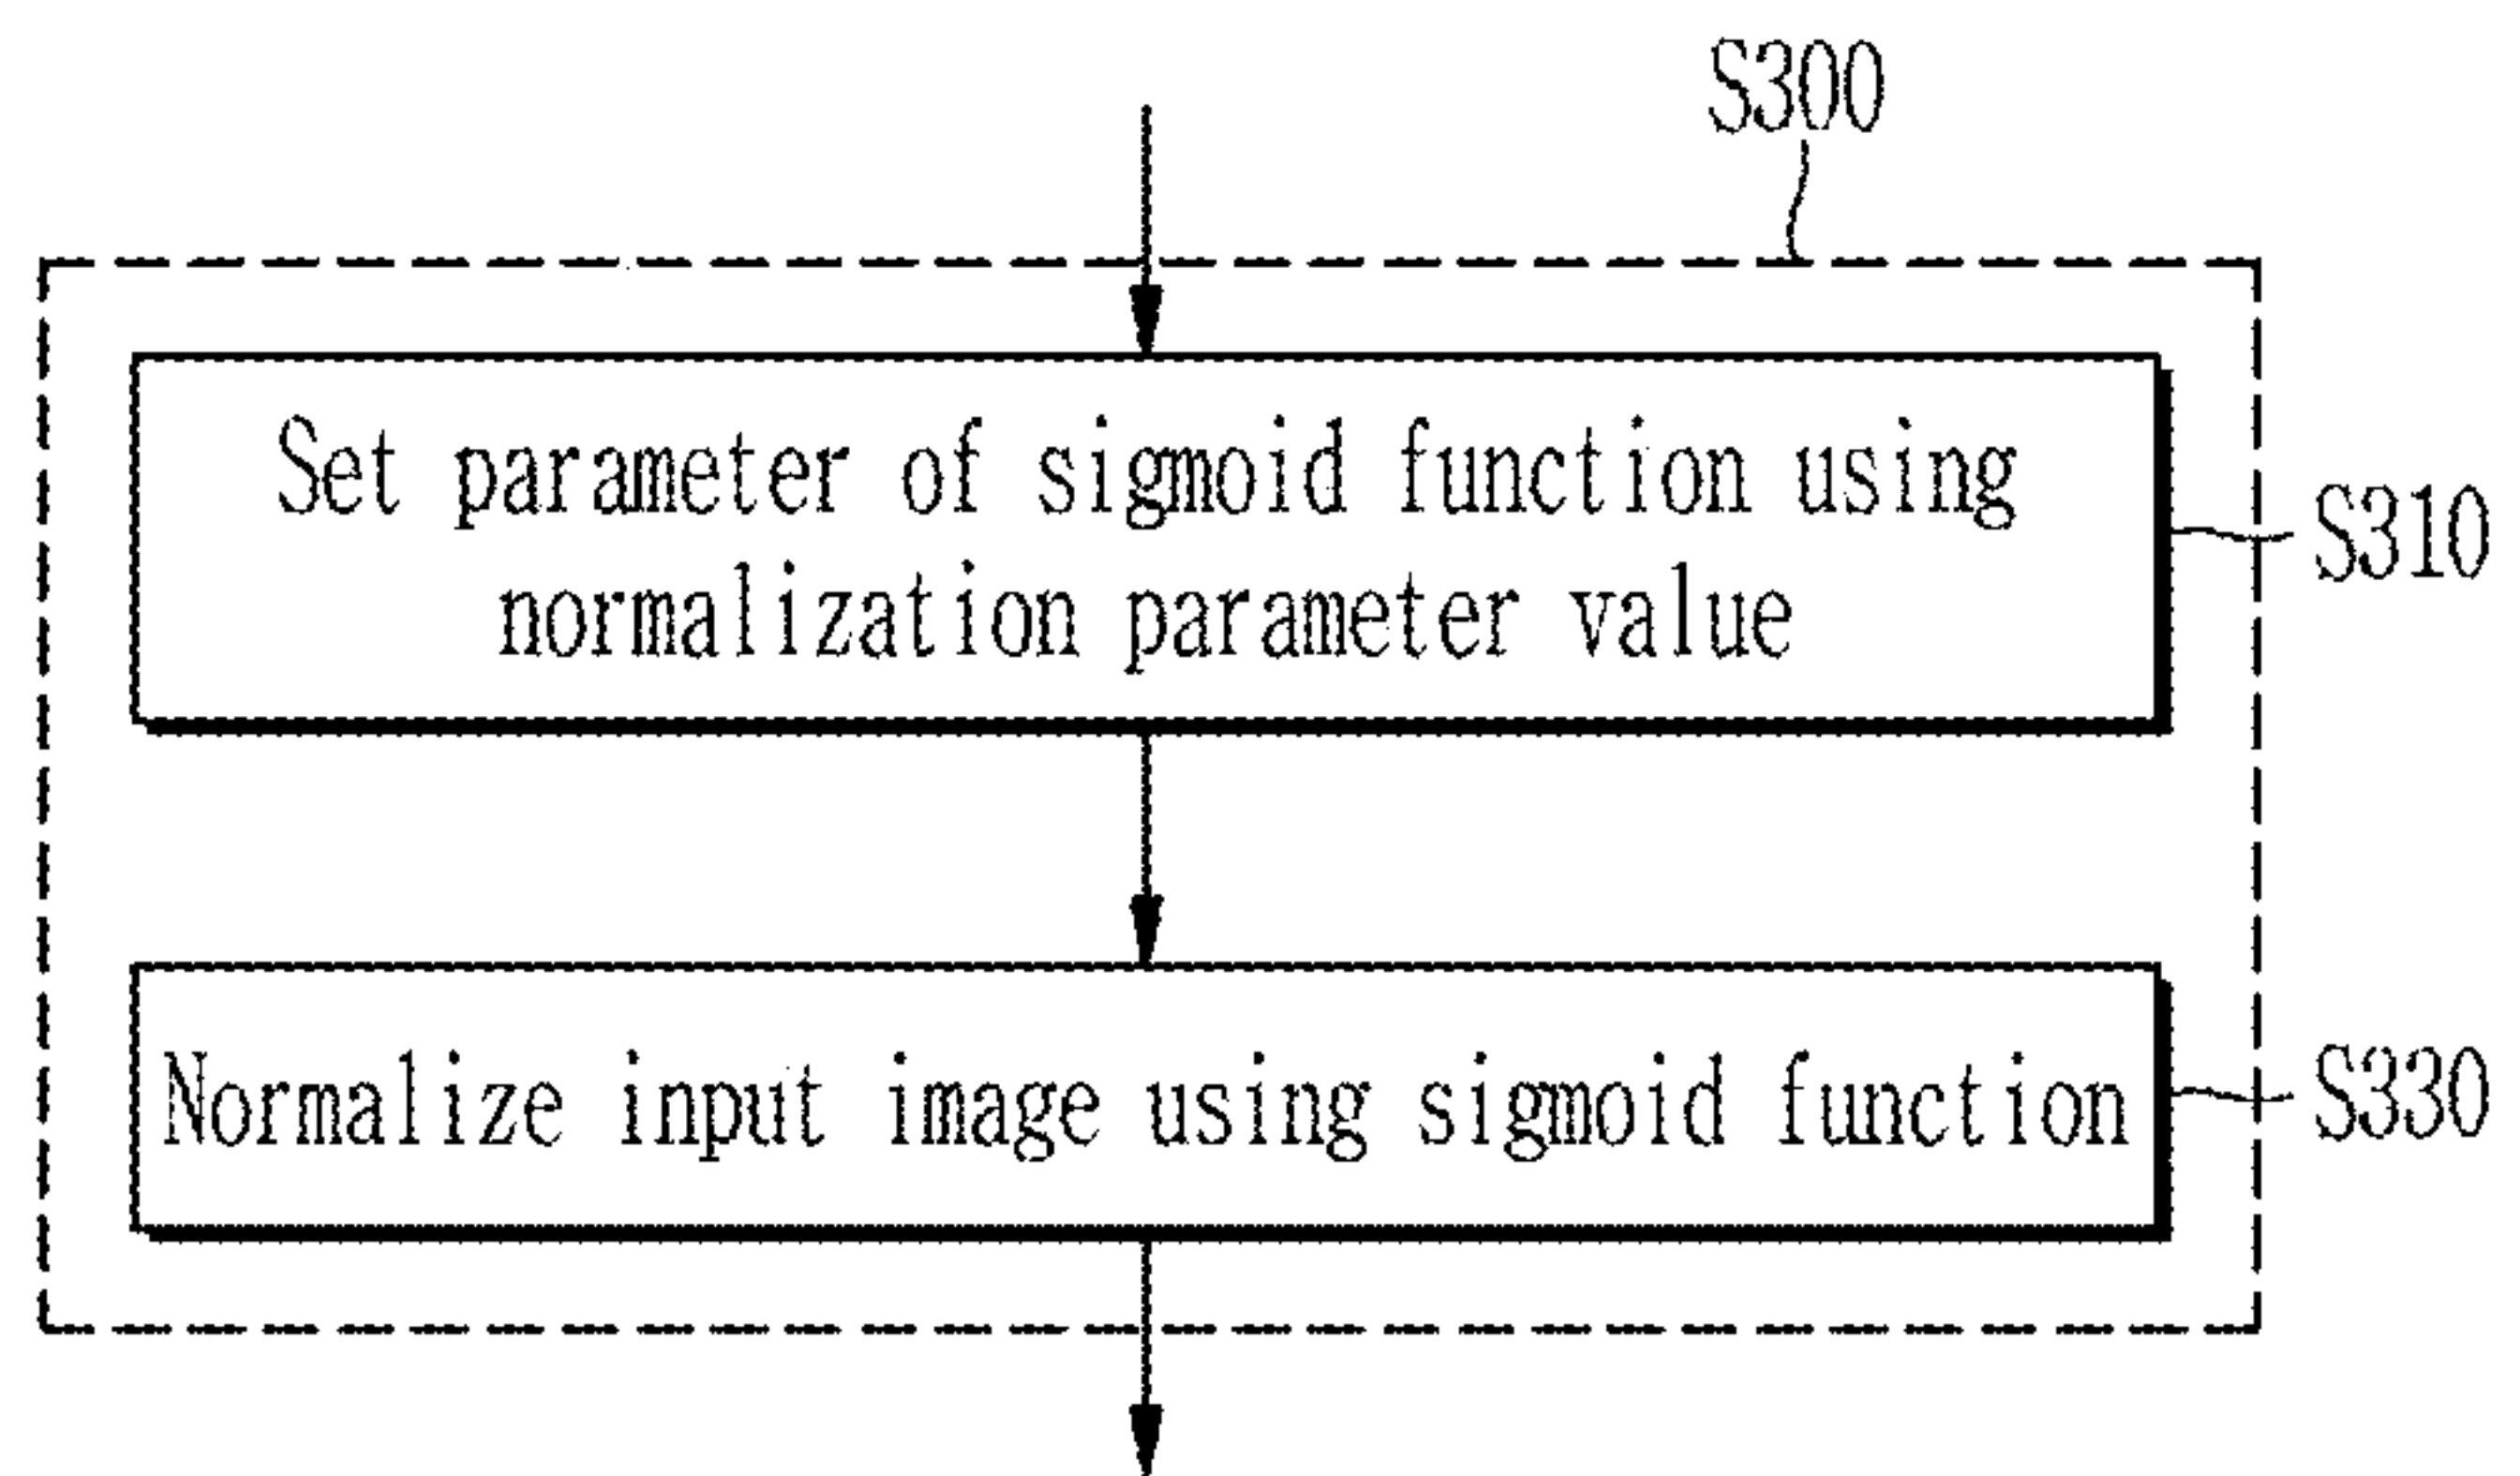 S300
Set parameter of sigmoid function using
normalization parameter value
S310
Normalize input image using sigmoid function
S330